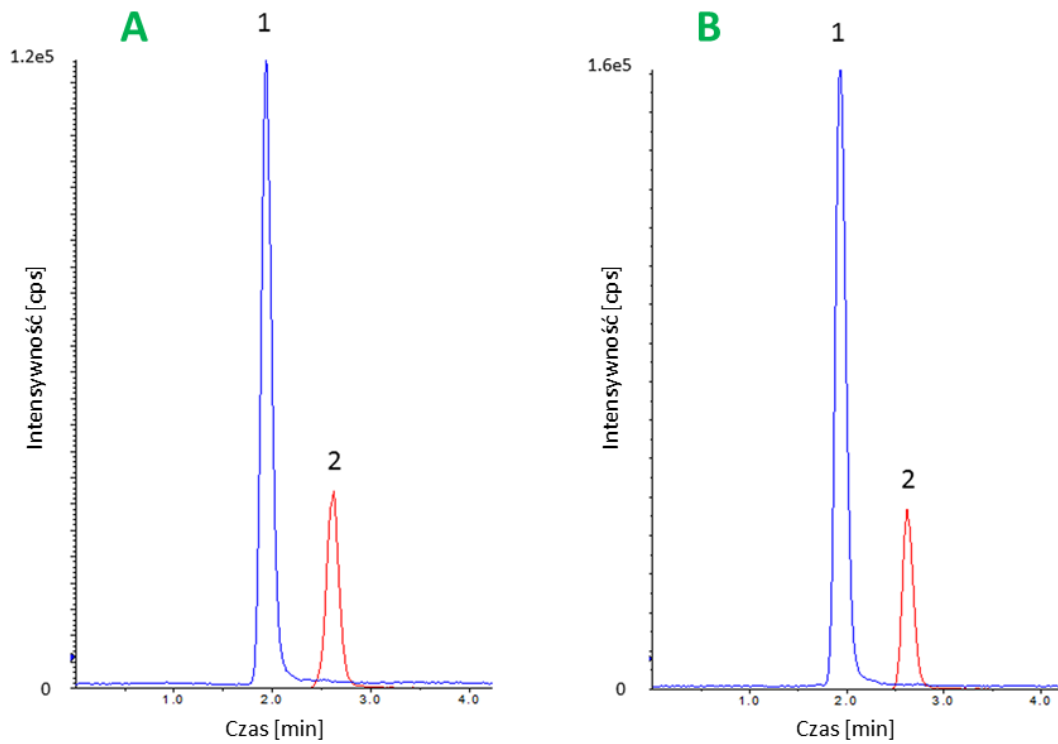 A
1
1.2e5
Intensywność [cps]
2
0
1.0 2.0 3.0 4.0
Czas [min]
B
1
1.6e5
Intensywność [cps]
2
0
1.0 2.0 3.0 4.0
Czas [min]